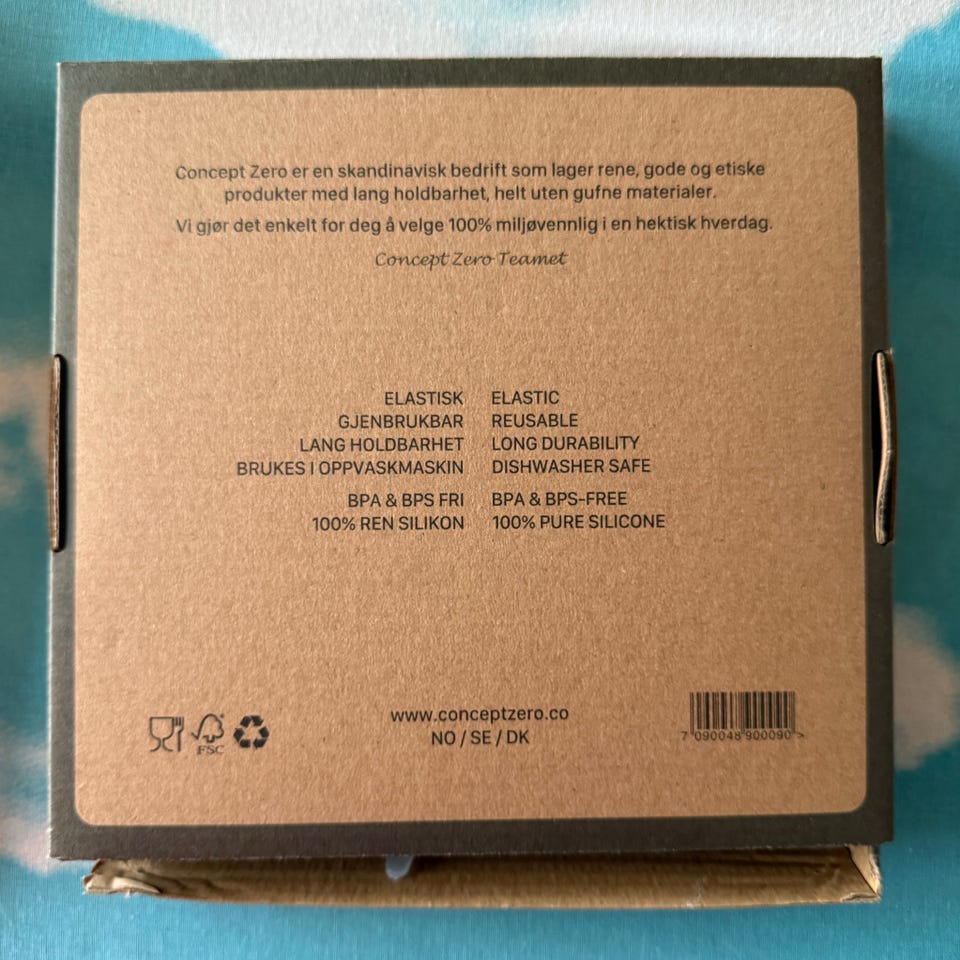 Concept Zero er en skandinavisk bedrift som lager rene, gode og etiske
produkter med lang holdbarhet, helt uten gufne materialer.
Vi gjør det enkelt for deg å velge 100% miljøvennlig i en hektisk hverdag.
Concept Zero Teamet
ELASTISK ELASTIC
GJENBRUKBAR REUSABLE
LANG HOLDBARHET LONG DURABILITY
BRUKES I OPPVASKMASKIN DISHWASHER SAFE
BPA & BPS FRI BPA & BPS-FREE
100% REN SILIKON 100% PURE SILICONE
FSC
www.conceptzero.co
NO / SE / DK
7 090048 900090 >